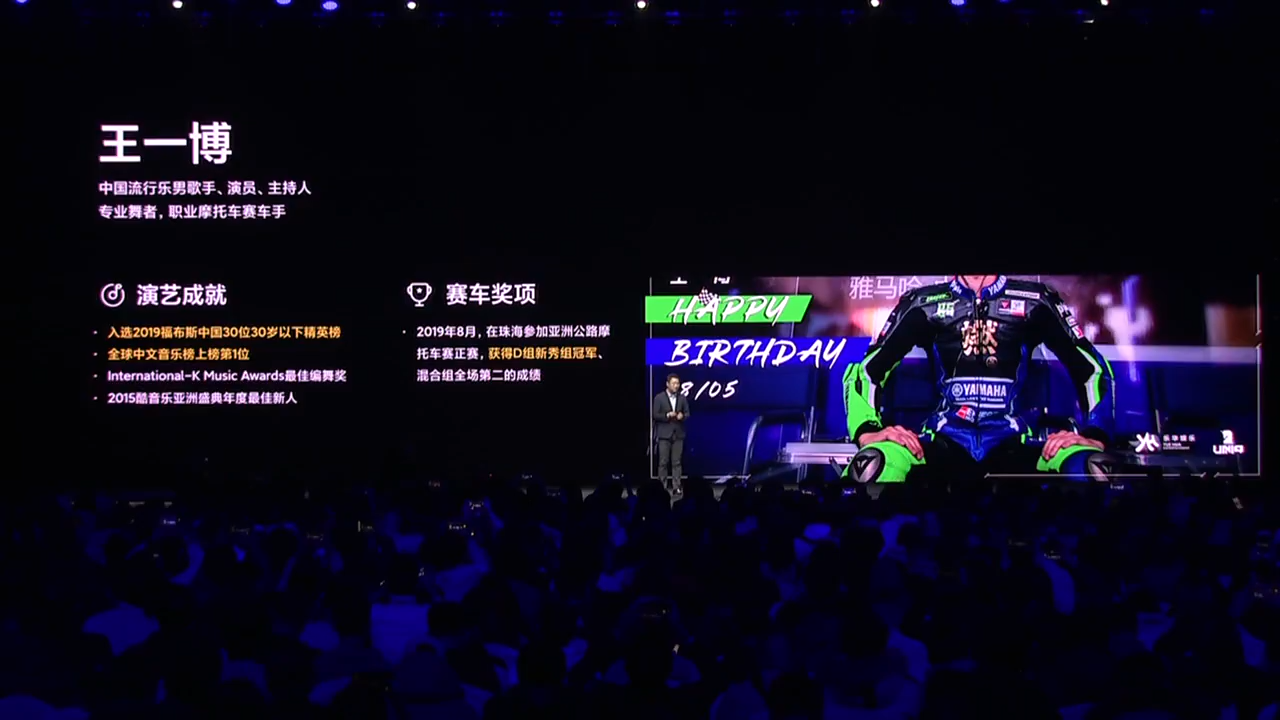 王一博
中国流行乐男歌手、演员、主持人
专业舞者，职业摩托车赛车手
演艺成就
入选2019福布斯中国30位30岁以下精英榜
全球中文音乐榜上榜第1位
International-K Music Awards最佳编舞奖
2015酷音乐亚洲盛典年度最佳新人
赛车奖项
2019年8月，在珠海参加亚洲公路摩
托车赛正赛，获得D组新秀组冠军、
混合组全场第二的成绩
雅马哈
HAPPY
BIRTHDAY
8/05
燃
YAMAHA
乐华娱乐
UNIQ